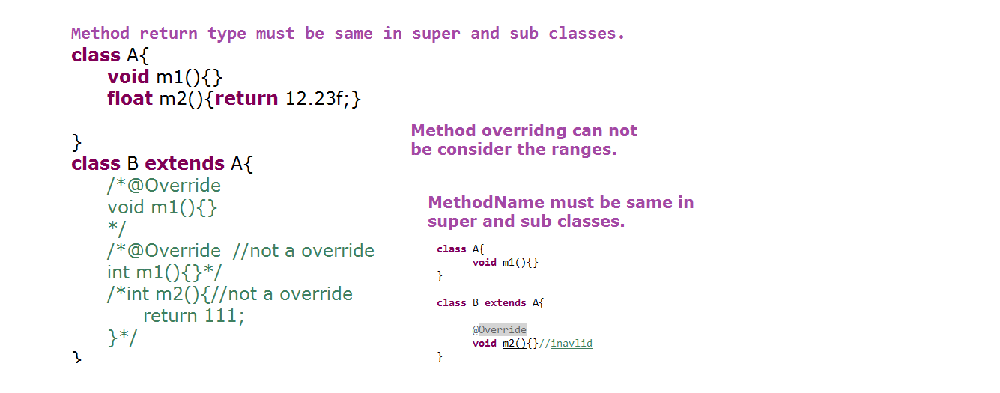 Method return type must be same in super and sub classes.
class A{
void m1(){}
float m2(){return 12.23f;}
}
class B extends A{
/*@Override
void m1(){}
*/
/*@Override  //not a override
int m1(){}*/
/*int m2(){//not a override
return 111;
}*/
}
Method overridng can not
be consider the ranges.
MethodName must be same in
super and sub classes.
class A{
void m1(){}
}
class B extends A{
@Override
void m2(){}//inavlid
}